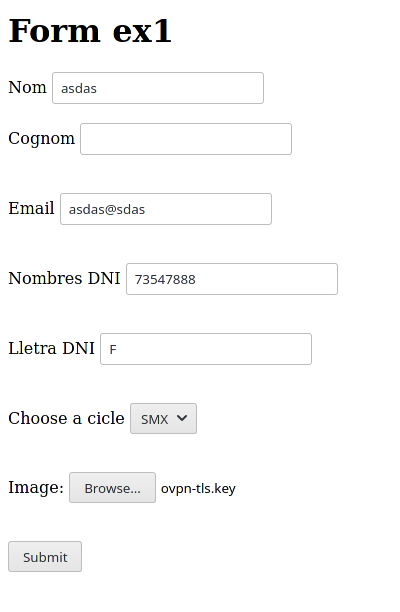 Form ex1
Nom asdas
Cognom
Email asdas@sdas
Nombres DNI 73547888
Lletra DNI F
Choose a cicle SMX
Image: Browse... ovpn-tls.key
Submit